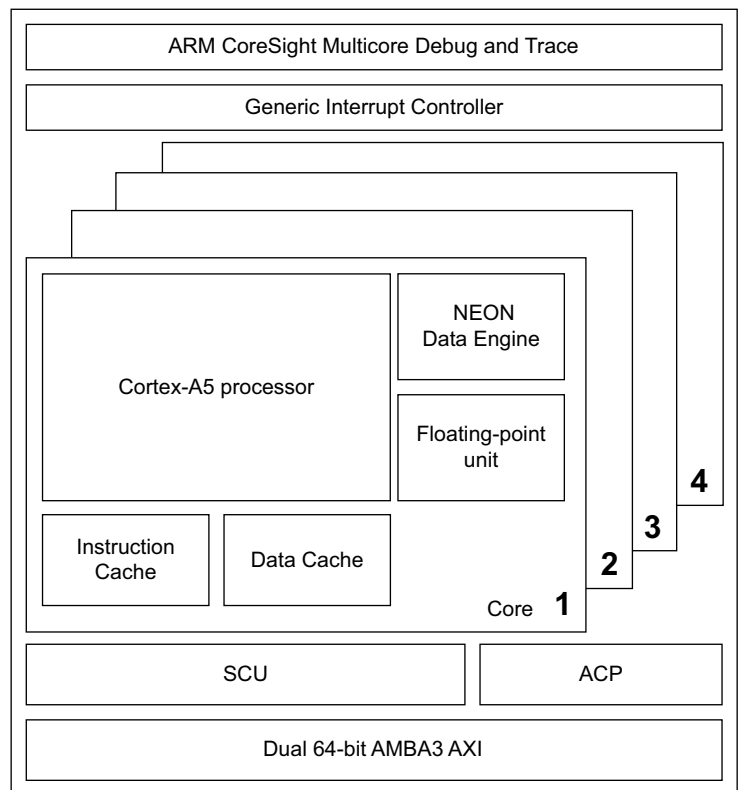 ARM CoreSight Multicore Debug and Trace
Generic Interrupt Controller
NEON
Data Engine
Cortex-A5 processor
Floating-point
unit
4
3
Instruction
Cache
Data Cache
2
Core 1
SCU
ACP
Dual 64-bit AMBA3 AXI